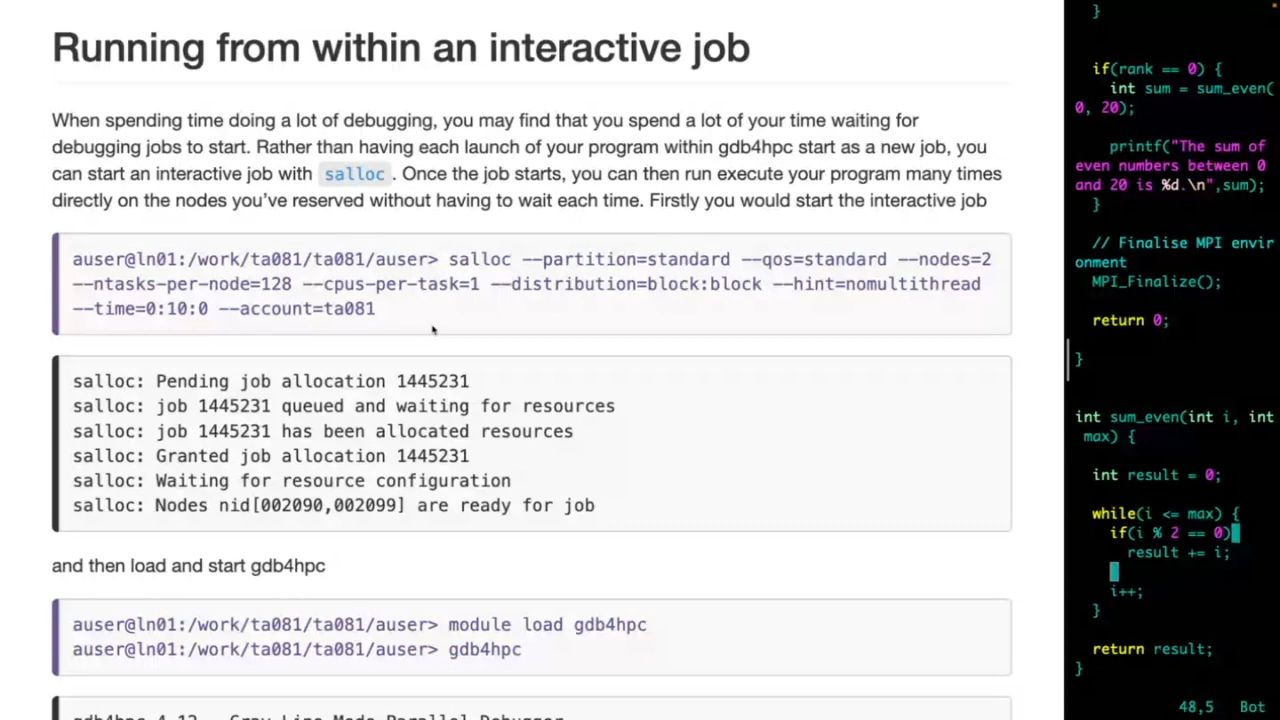 Running from within an interactive job
When spending time doing a lot of debugging, you may find that you spend a lot of your time waiting for
debugging jobs to start. Rather than having each launch of your program within gdb4hpc start as a new job, you
can start an interactive job with salloc . Once the job starts, you can then run execute your program many times
directly on the nodes you've reserved without having to wait each time. Firstly you would start the interactive job
auser@ln01:/work/ta081/ta081/auser> salloc --partition=standard --qos=standard --nodes=2
--ntasks-per-node=128 --cpus-per-task=1 --distribution=block:block --hint=nomultithread
--time=0:10:0 --account=ta081
salloc: Pending job allocation 1445231
salloc: job 1445231 queued and waiting for resources
salloc: job 1445231 has been allocated resources
salloc: Granted job allocation 1445231
salloc: Waiting for resource configuration
salloc: Nodes nid[002090,002099] are ready for job
and then load and start gdb4hpc
auser@ln01:/work/ta081/ta081/auser> module load gdb4hpc
auser@ln01:/work/ta081/ta081/auser> gdb4hpc
}
if(rank == 0) {
int sum = sum_even(
0, 20);
printf("The sum of
even numbers between 0
and 20 is %d.\n",sum);
}
// Finalise MPI envir
onment
MPI_Finalize();
return 0;
}
int sum_even(int i, int
max) {
int result = 0;
while(i <= max) {
if(i % 2 == 0)
result += i;
i++;
}
return result;
}
48,5 Bot